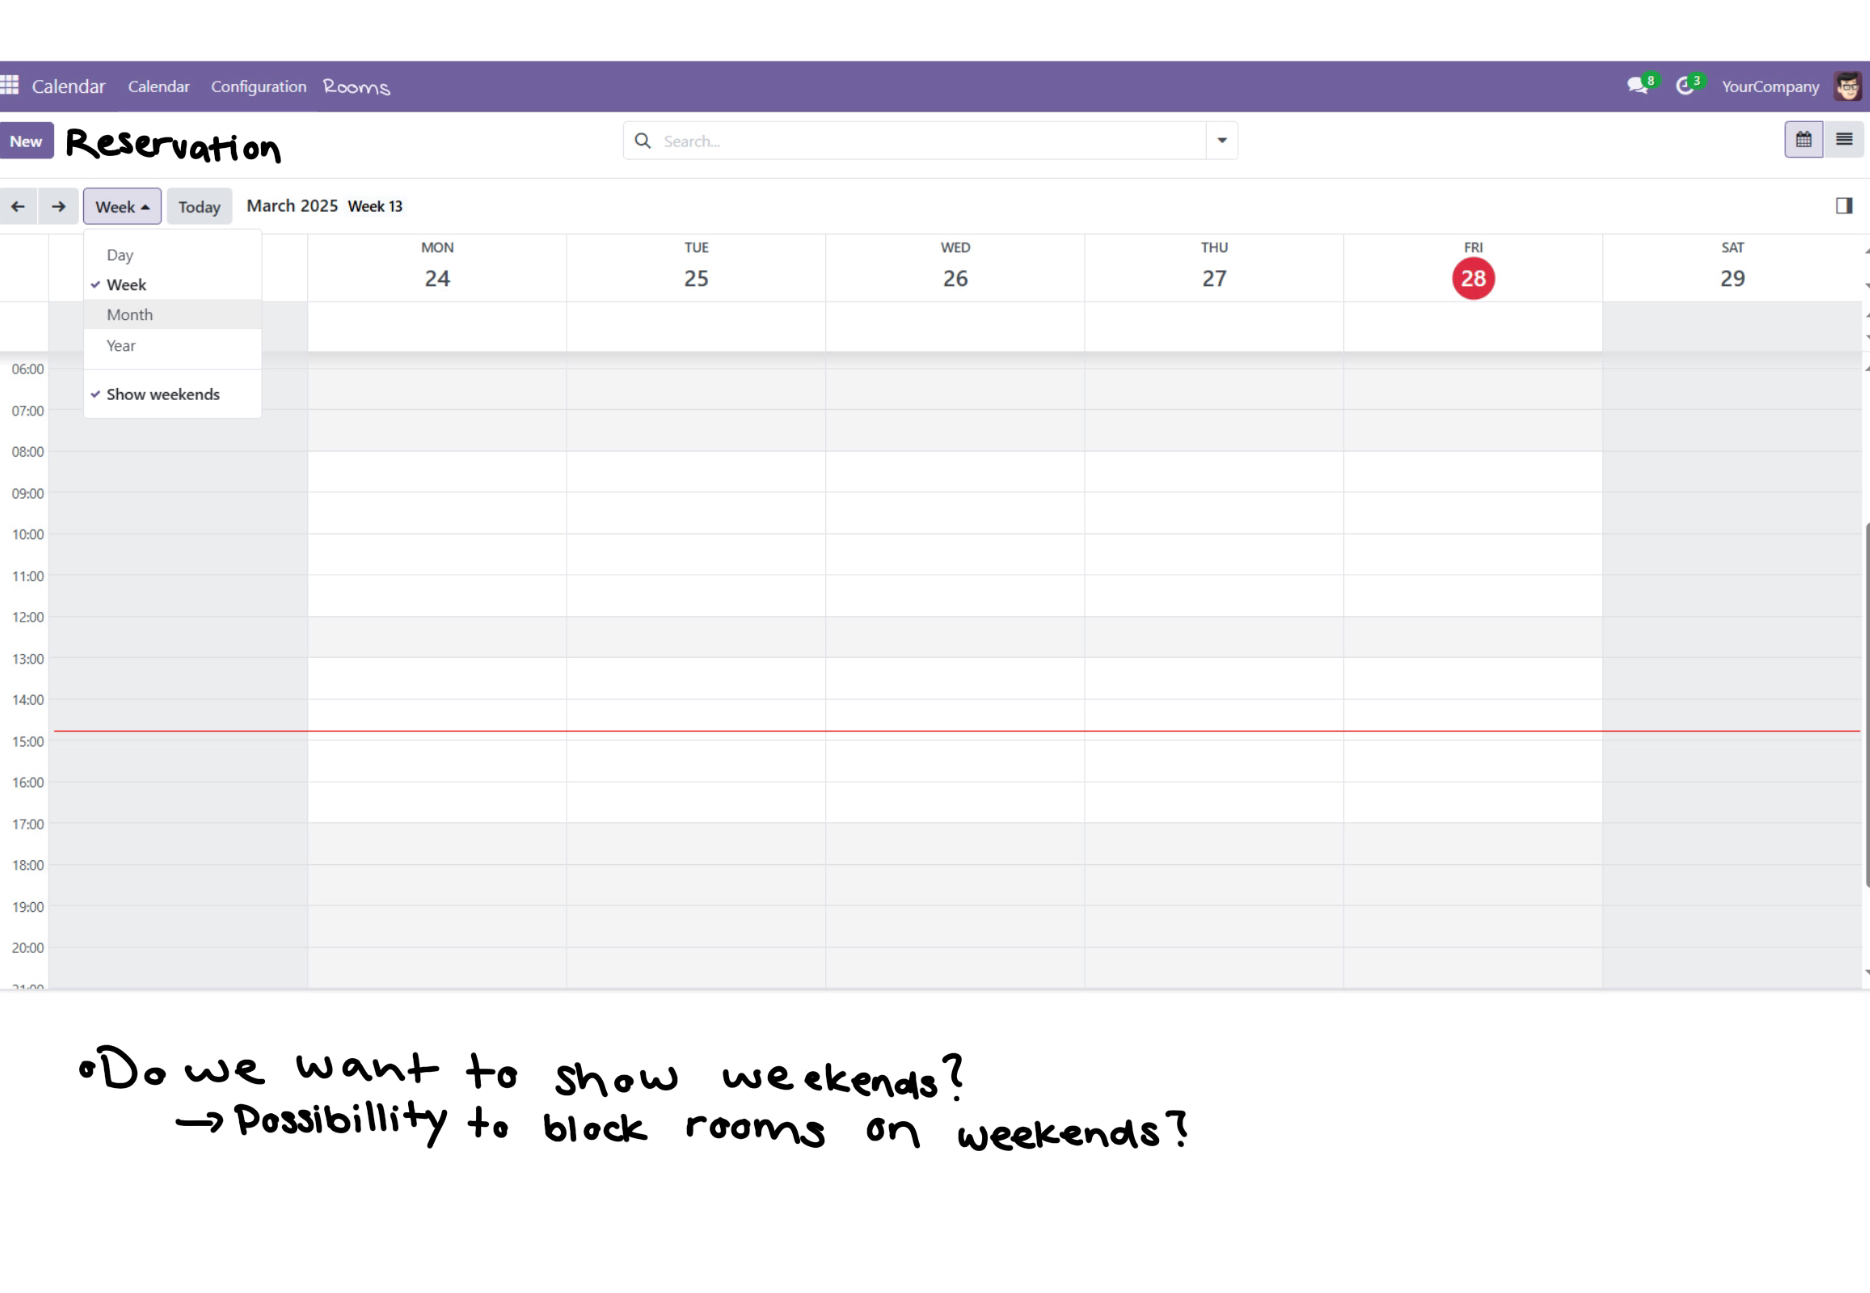 Calendar Calendar Configuration Rooms 8 3 YourCompany
New Reservation Search...
Week Today March 2025 Week 13
MON TUE WED THU FRI SAT
24 25 26 27 28 29
Day
Week
Month
Year
Show weekends
06:00
07:00
08:00
09:00
10:00
11:00
12:00
13:00
14:00
15:00
16:00
17:00
18:00
19:00
20:00
21:00
•Do we want to show weekends?
→ Possibillity to block rooms on weekends?